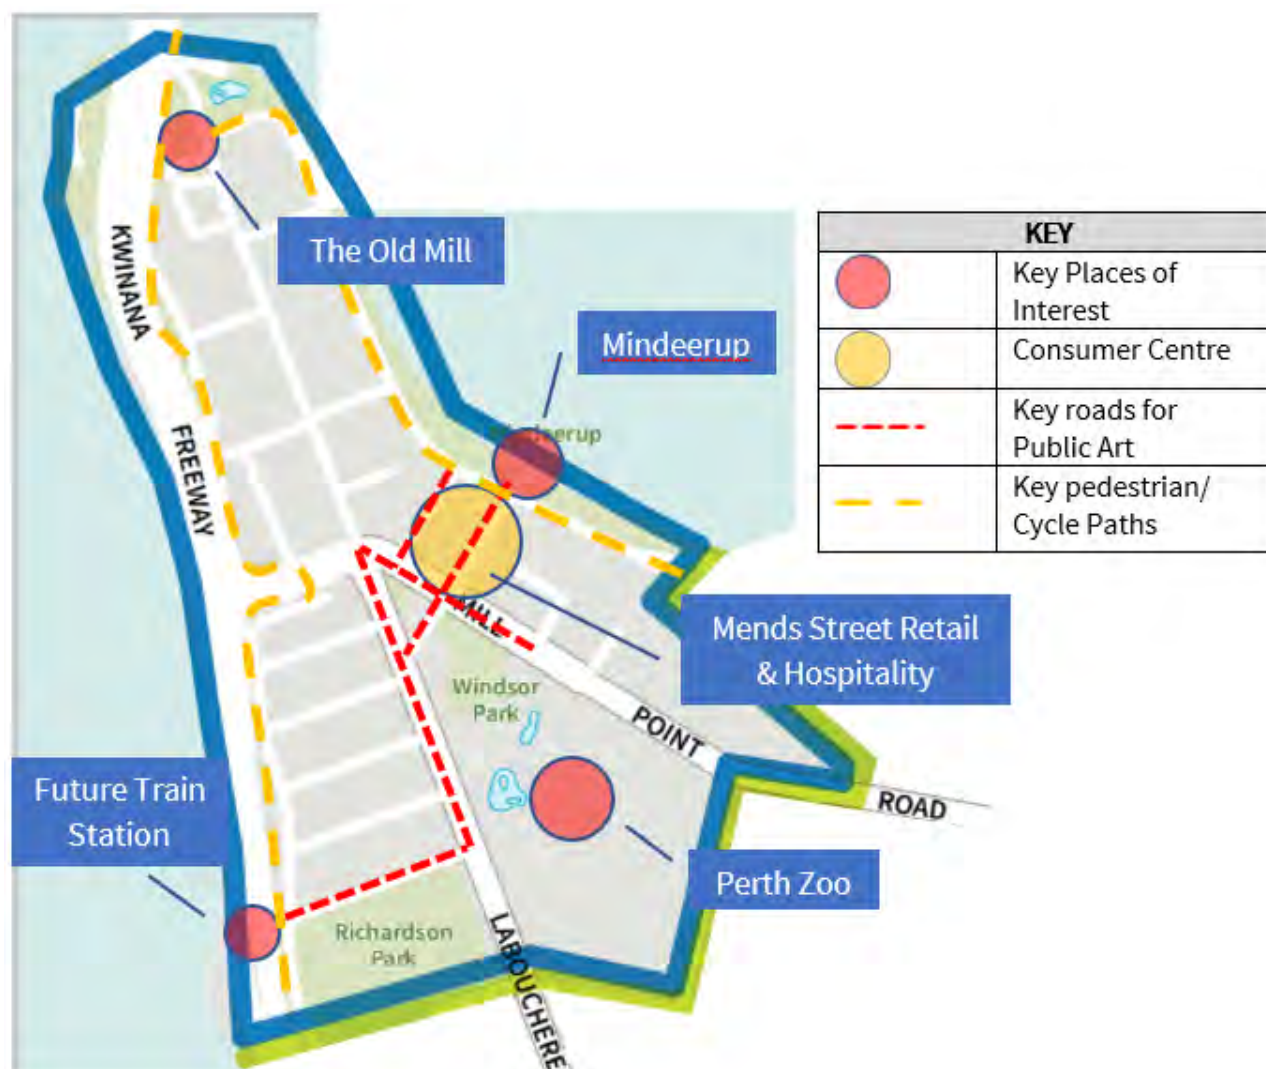 KWINANA
FREEWAY
The Old Mill
Mindeerup
KEY
Key Places of
Interest
Consumer Centre
Key roads for
Public Art
Key pedestrian/
Cycle Paths
MILL
POINT
ROAD
Mends Street Retail
& Hospitality
Windsor
Park
Future Train
Station
Perth Zoo
Richardson
Park
LABOUCHERE